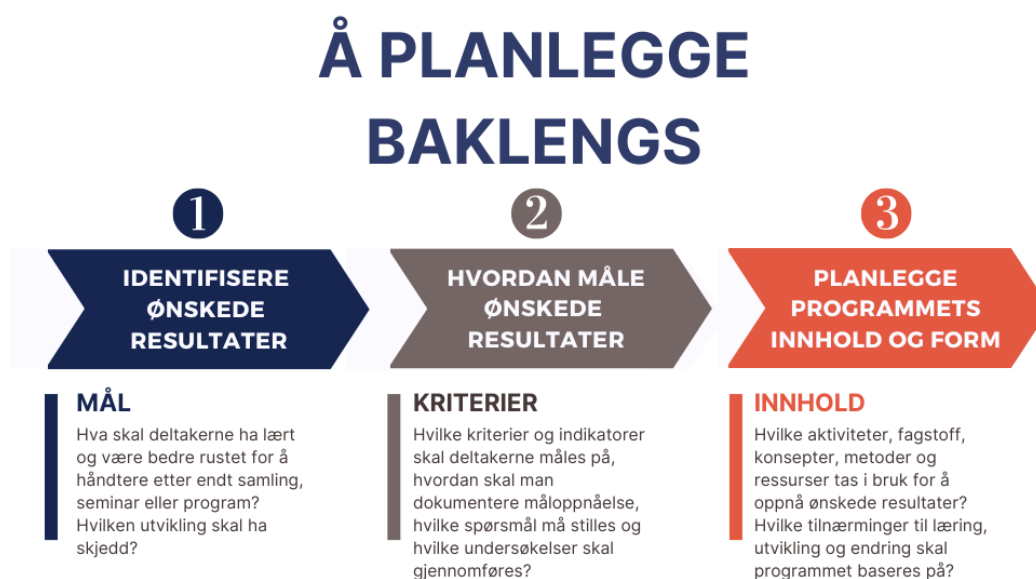 Å PLANLEGGE
BAKLENGS
1
2
3
IDENTIFISERE
ØNSKEDE
RESULTATER
HVORDAN MÅLE
ØNSKEDE
RESULTATER
PLANLEGGE
PROGRAMMETS
INNHOLD OG FORM
MÅL
Hva skal deltakerne ha lært
og være bedre rustet for å
håndtere etter endt samling,
seminar eller program?
Hvilken utvikling skal ha
skjedd?
KRITERIER
Hvilke kriterier og indikatorer
skal deltakerne måles på,
hvordan skal man
dokumentere måloppnåelse,
hvilke spørsmål må stilles og
hvilke undersøkelser skal
gjennomføres?
INNHOLD
Hvilke aktiviteter, fagstoff,
konsepter, metoder og
ressurser tas i bruk for å
oppnå ønskede resultater?
Hvilke tilnærminger til læring,
utvikling og endring skal
programmet baseres på?